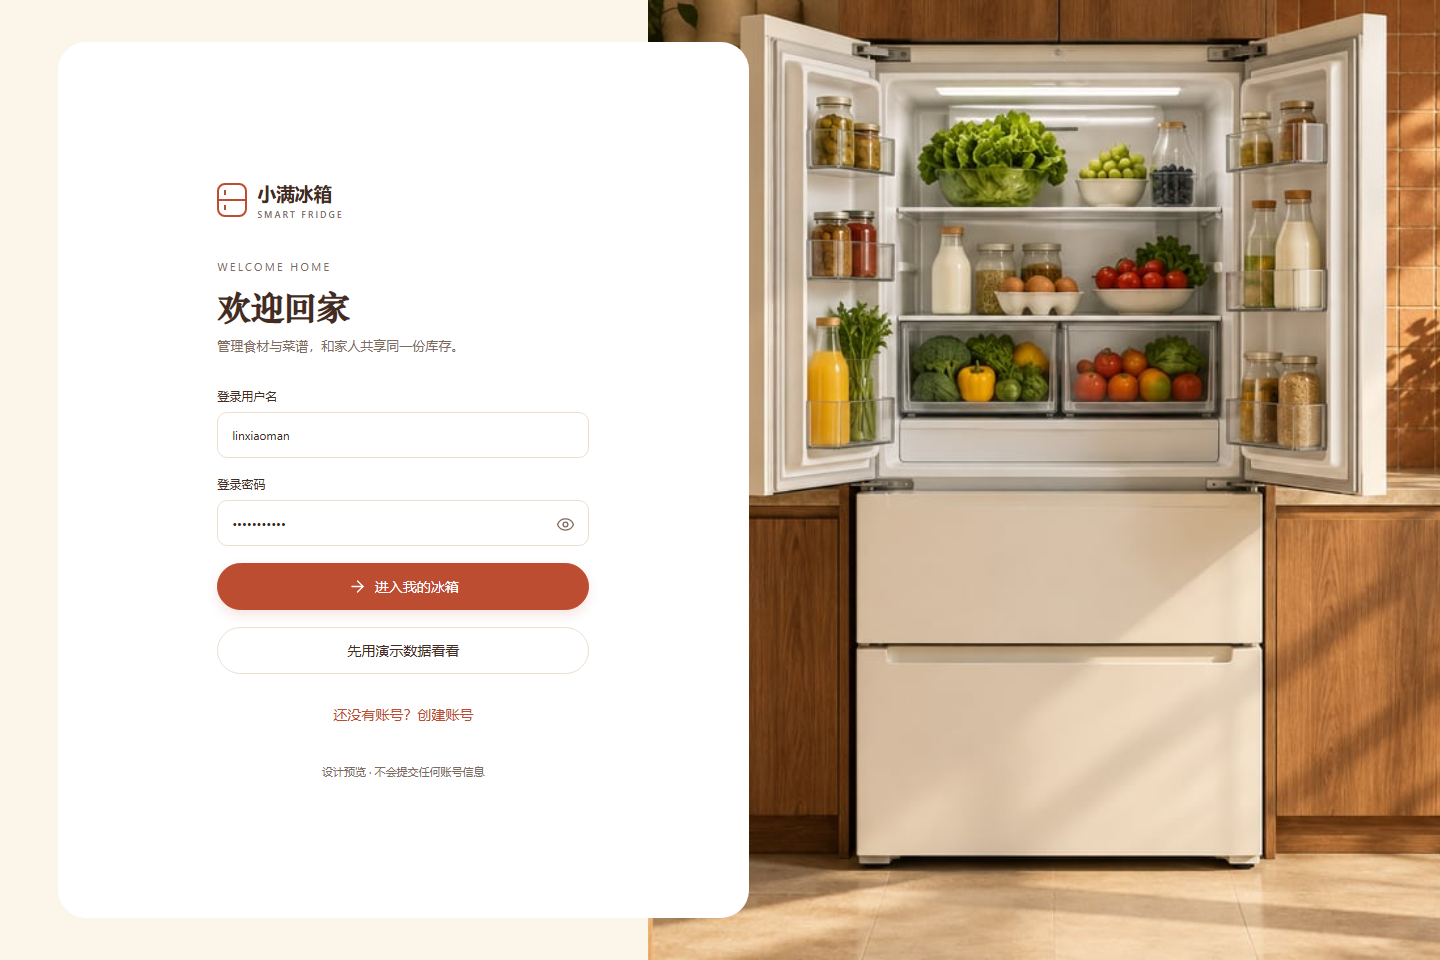 小满冰箱
SMART FRIDGE
WELCOME HOME
欢迎回家
管理食材与菜谱，和家人共享同一份库存。
登录用户名
linxiaoman
登录密码
•••••••••••
进入我的冰箱
先用演示数据看看
还没有账号？创建账号
设计预览 · 不会提交任何账号信息